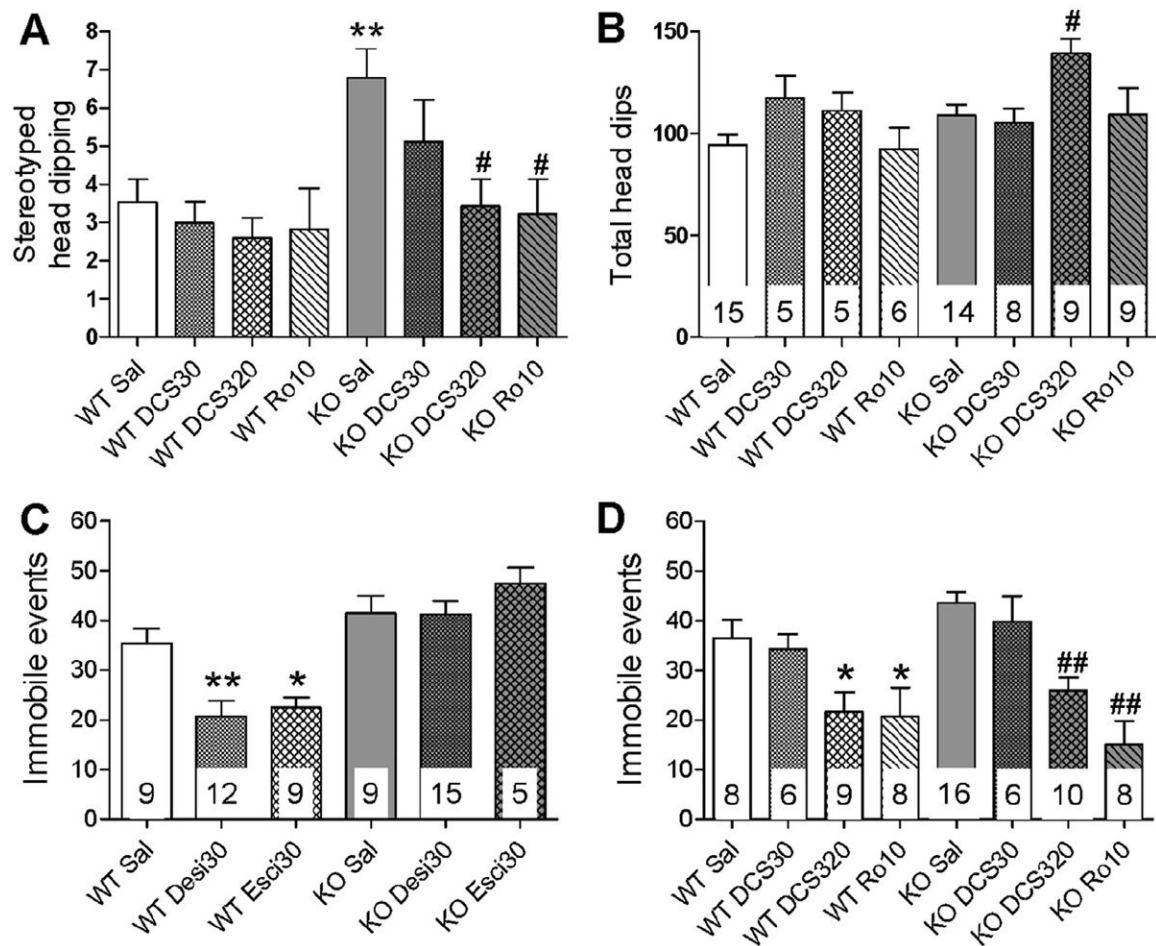 A
Stereotyped
head dipping
8
7
6
5
4
3
2
1
0
**
#
#
WT Sal
WT DCS30
WT DCS320
WT Ro10
KO Sal
KO DCS30
KO DCS320
KO Ro10
B
Total head dips
150
100
50
0
#
15
5
5
6
14
8
9
9
WT Sal
WT DCS30
WT DCS320
WT Ro10
KO Sal
KO DCS30
KO DCS320
KO Ro10
C
Immobile events
60
50
40
30
20
10
0
**
*
9
12
9
9
15
5
WT Sal
WT Desi30
WT Esci30
KO Sal
KO Desi30
KO Esci30
D
Immobile events
60
50
40
30
20
10
0
*
*
##
##
8
6
9
8
16
6
10
8
WT Sal
WT DCS30
WT DCS320
WT Ro10
KO Sal
KO DCS30
KO DCS320
KO Ro10